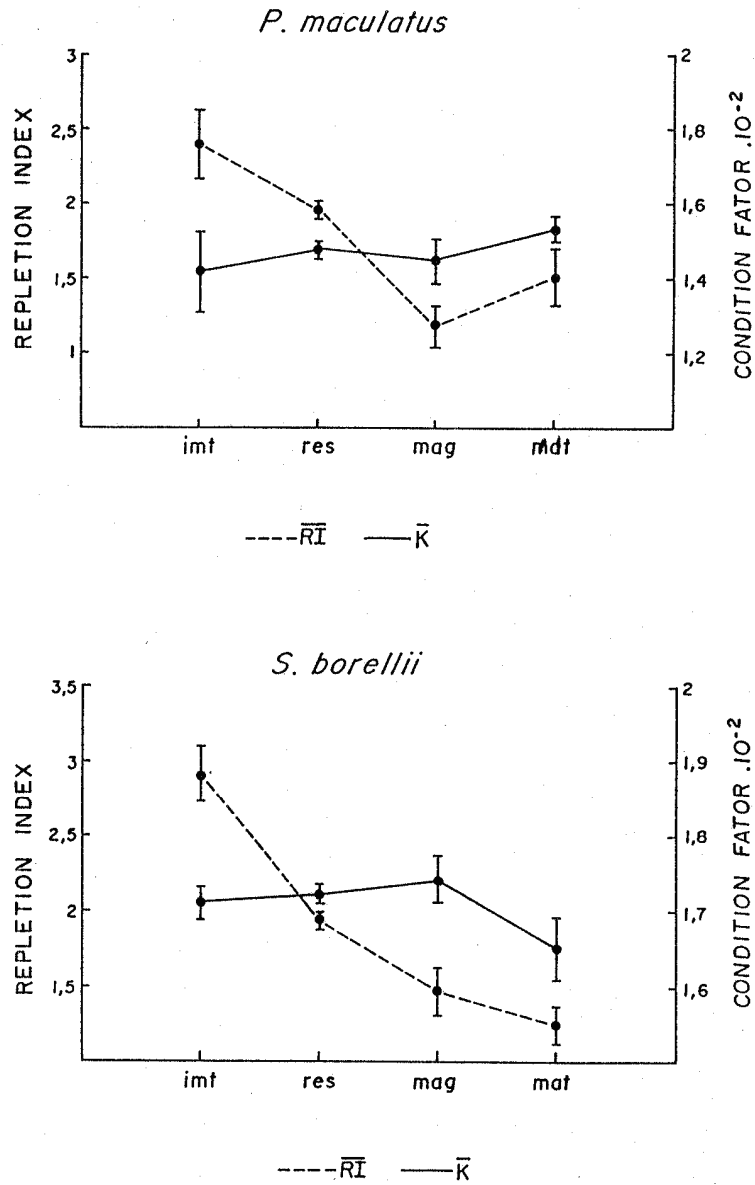 P. maculatus
REPLETION INDEX
3
2,5
2
1,5
1
CONDITION FATOR .10-2
2
1,8
1,6
1,4
1,2
imt res mag
----RI ——K
S. borellii
REPLETION INDEX
3,5
3
2,5
2
1,5
CONDITION FATOR .10-2
2
1,9
1,8
1,7
1,6
imt res mag mat
----RI ——K